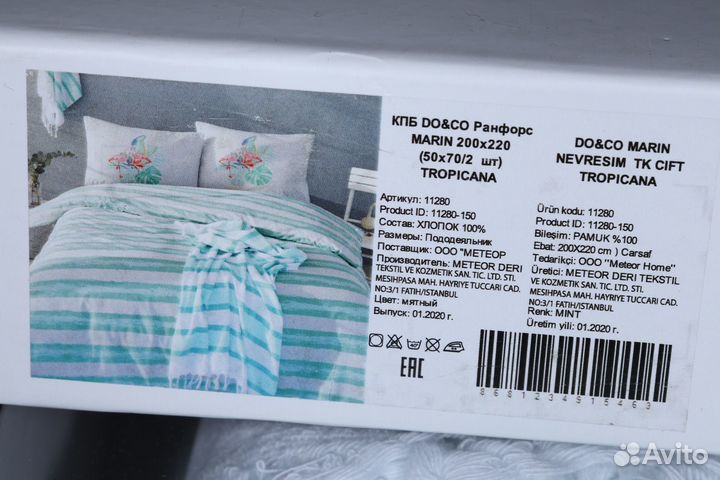 КПБ DO&CO Ранфорс
MARIN 200x220
(50x70/2 шт)
TROPICANA
Артикул: 11280
Product ID: 11280-150
Состав: ХЛОПОК 100%
Размеры: Пододеяльник
Поставщик: ООО "МЕТЕОР
Производитель: METEOR DERI
TEKSTIL VE KOZMETIK SAN. TIC. LTD. STI.
MESIHPASA MAH. HAYRIYE TUCCARI CAD.
NO:3/1 FATIH/ISTANBUL
Цвет: мятный
Выпуск: 01.2020 г.
EAC
DO&CO MARIN
NEVRESIM TK CIFT
TROPICANA
Ürün kodu: 11280
Product ID: 11280-150
Bileşim: PAMUK %100
Ebat: 200X220 cm ) Carsaf
Tedarikçi: OOO "Meteor Home"
Üretici: METEOR DERI TEKSTIL
VE KOZMETIK SAN. TIC. LTD. STI.
MESIHPASA MAH. HAYRIYE TUCCARI CAD.
NO:3/1 FATIH/ISTANBUL
Renk: MINT
Üretim yili: 01.2020 г.
8681234915463
Avito